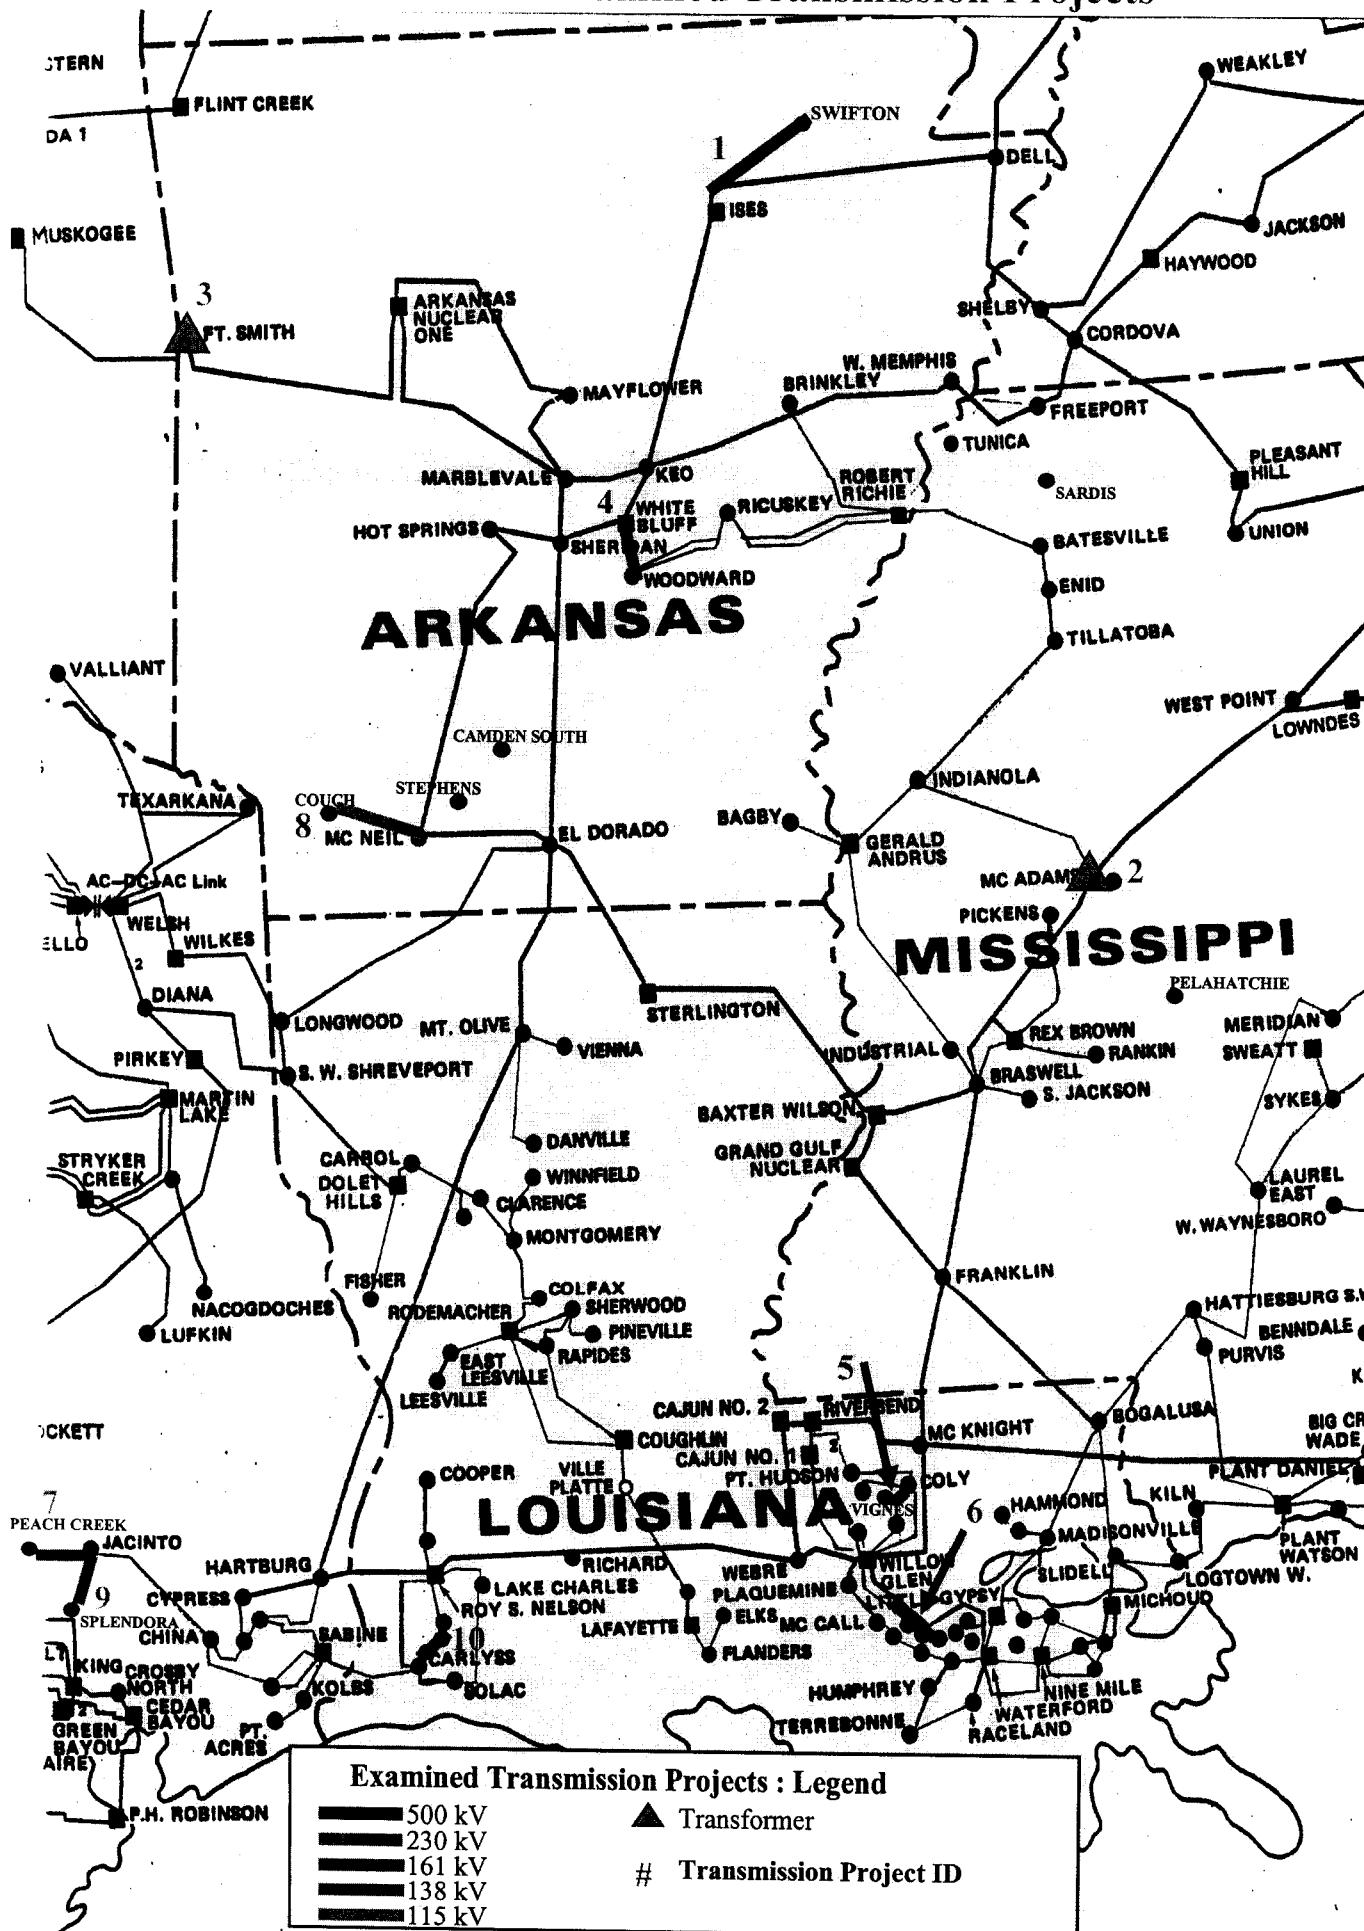 Transmission Projects
STERN
FLINT CREEK
DA 1
WEAKLEY
SWIFTON
1
DELL
ISES
MUSKOGEE
JACKSON
HAYWOOD
3
ARKANSAS
NUCLEAR
ONE
FT. SMITH
SHELBY
CORDOVA
W. MEMPHIS
BRINKLEY
MAYFLOWER
FREEPORT
TUNICA
MARBLEVALE
KEO
ROBERT
RICHIE
PLEASANT
HILL
SARDIS
4
WHITE
BLUFF
RICUSKEY
HOT SPRINGS
SHERIDAN
BATESVILLE
UNION
WOODWARD
ENID
ARKANSAS
TILLATOBA
VALLIANT
WEST POINT
LOWNDES
CAMDEN SOUTH
INDIANOLA
STEPHENS
TEXARKANA
COUCH
8
MC NEIL
EL DORADO
BAGBY
GERALD
ANDRUS
AC-DC-AC Link
MC ADAMS
2
WELSH
ELLO
WILKES
2
PICKENS
MISSISSIPPI
PELAHATCHIE
DIANA
LONGWOOD
MT. OLIVE
STERLINGTON
VIENNA
INDUSTRIAL
REX BROWN
RANKIN
MERIDIAN
SWEATT
PIRKEY
S. W. SHREVEPORT
BRASWELL
S. JACKSON
SYKES
MARTIN
LAKE
BAXTER WILSON
GRAND GULF
NUCLEAR
DANVILLE
STRYKER
CREEK
CARROL
DOLET
HILLS
WINNFIELD
CLARENCE
LAUREL
EAST
W. WAYNESBORO
MONTGOMERY
FISHER
FRANKLIN
NACOGDOCHES
COLFAX
RODEMACHER
SHERWOOD
HATTIESBURG S.W
LUFKIN
PINEVILLE
RAPIDES
BENNDALE
PURVIS
EAST
LEESVILLE
LEESVILLE
5
K
CAJUN NO. 2
RIVERBEND
BOGALUSA
OCKETT
COUGHLIN
MC KNIGHT
BIG CR
WADE
CAJUN NO. 1
2
PT. HUDSON
COLY
PLANT DANIEL
COOPER
VILLE
PLATTE
LOUISIANA
VIGNES
6
HAMMOND
KILN
7
PEACH CREEK
JACINTO
MADISONVILLE
PLANT
WATSON
HARTBURG
RICHARD
WEBRE
WILLOW
GLEN
SLIDELL
LOGTOWN W.
CYPRESS
9
LAKE CHARLES
PLAQUEMINE
LITTLE GYPSY
MICHOUD
SPLENDORA
ROY S. NELSON
ELKS
MC CALL
CHINA
SABINE
10
LAFAYETTE
FLANDERS
KING
CROSBY
NORTH
CARLYSS
SOLAC
KOLBS
HUMPHREY
NINE MILE
2
CEDAR
BAYOU
GREEN
BAYOU
PT.
ACRES
WATERFORD
RACELAND
TERREBONNE
AIRE
P.H. ROBINSON
Examined Transmission Projects : Legend
500 kV
Transformer
230 kV
161 kV
# Transmission Project ID
138 kV
115 kV